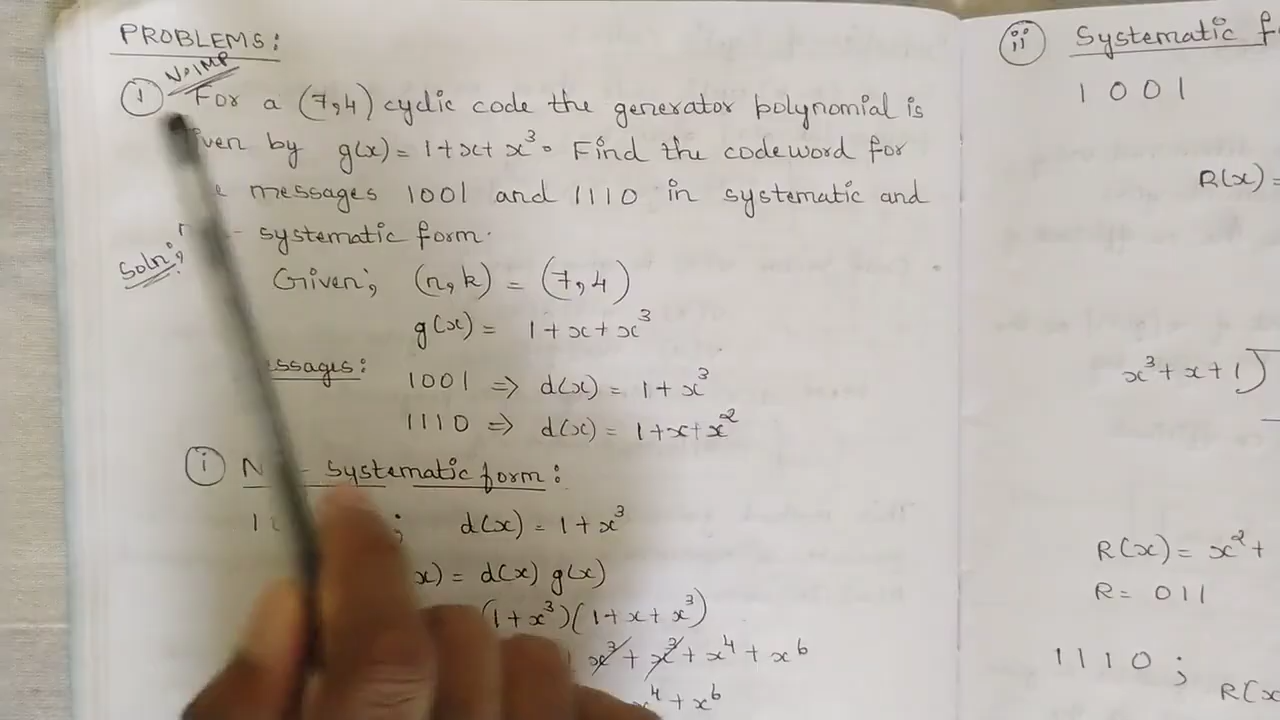 PROBLEMS:
V.IMP
① For a (7,4) cyclic code the generator polynomial is
by g(x) = 1+x+x³. Find the codeword for
messages 1001 and 1110 in systematic and
systematic form.
Soln;
Given; (n,k) = (7,4)
g(x) = 1+x+x³
1001 => d(x) = 1+x³
1110 => d(x) = 1+x+x²
ⓘ systematic form:
; d(x) = 1+x³
x) = d(x) g(x)
(1+x³)(1+x+x³)
x³ + x³ + x⁴ + x⁶
x⁴ + x⁶
ⓘⓘ Systematic f
1001
R(x) =
x³+x+1)
R(x) = x²+
R = 011
1110 ;
R(x